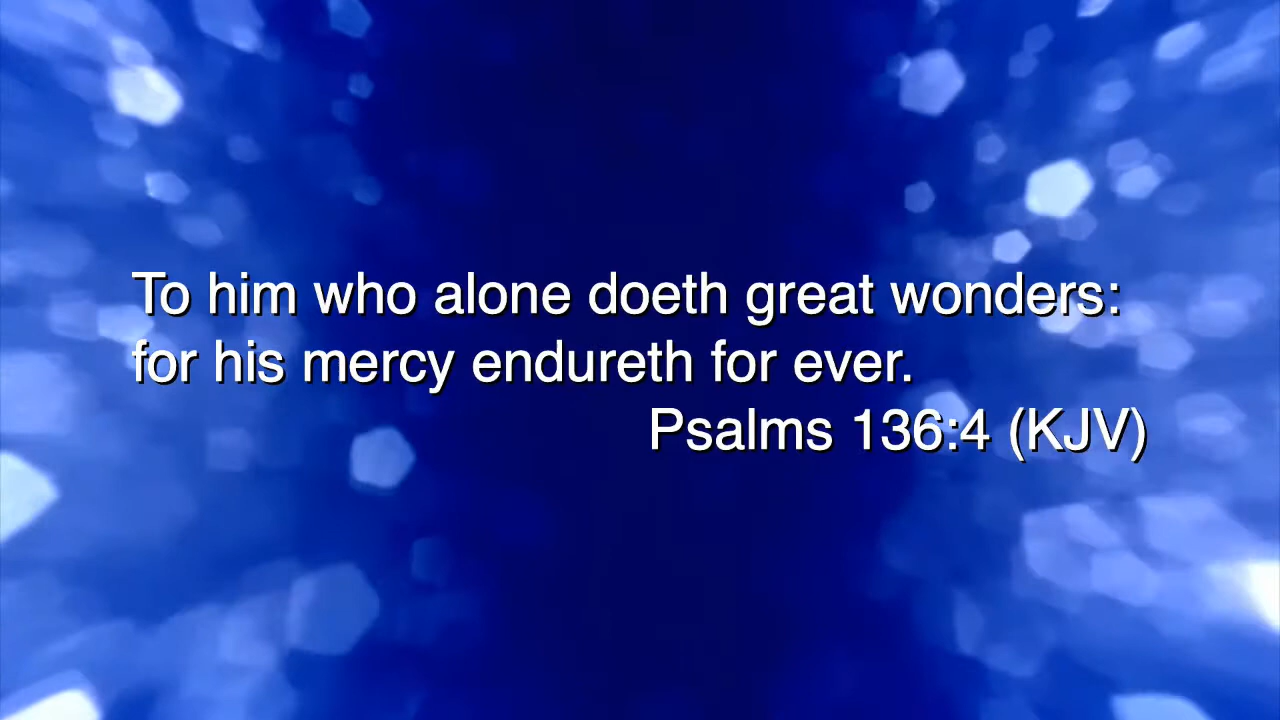 To him who alone doeth great wonders:
for his mercy endureth for ever.
Psalms 136:4 (KJV)